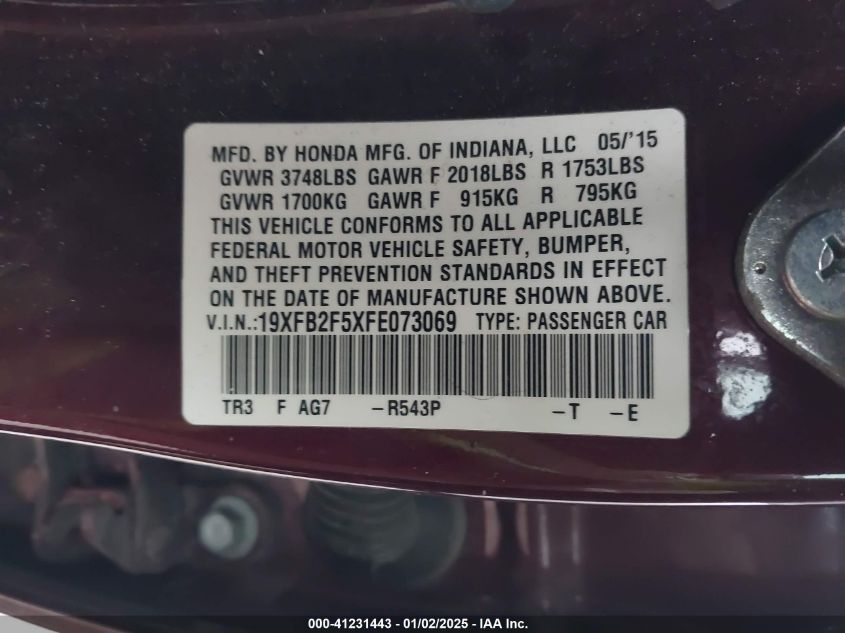 MFD. BY HONDA MFG. OF INDIANA, LLC 05/'15
GVWR 3748LBS GAWR F 2018LBS R 1753LBS
GVWR 1700KG GAWR F 915KG R 795KG
THIS VEHICLE CONFORMS TO ALL APPLICABLE
FEDERAL MOTOR VEHICLE SAFETY, BUMPER,
AND THEFT PREVENTION STANDARDS IN EFFECT
ON THE DATE OF MANUFACTURE SHOWN ABOVE.
V.I.N.:19XFB2F5XFE073069 TYPE: PASSENGER CAR
TR3 F AG7 -R543P -T -E
000-41231443 - 01/02/2025 - IAA Inc.